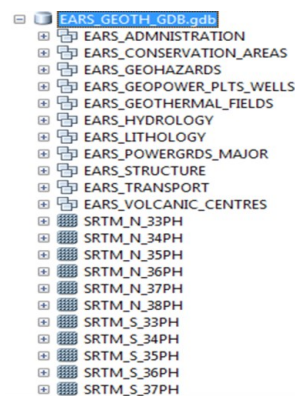 EARS_GEOTH_GDB.gdb
EARS_ADMNISTRATION
EARS_CONSERVATION_AREAS
EARS_GEOHAZARDS
EARS_GEOPOWER_PLTS_WELLS
EARS_GEOTHERMAL_FIELDS
EARS_HYDROLOGY
EARS_LITHOLOGY
EARS_POWERGRDS_MAJOR
EARS_STRUCTURE
EARS_TRANSPORT
EARS_VOLCANIC_CENTRES
SRTM_N_33PH
SRTM_N_34PH
SRTM_N_35PH
SRTM_N_36PH
SRTM_N_37PH
SRTM_N_38PH
SRTM_S_33PH
SRTM_S_34PH
SRTM_S_35PH
SRTM_S_36PH
SRTM_S_37PH